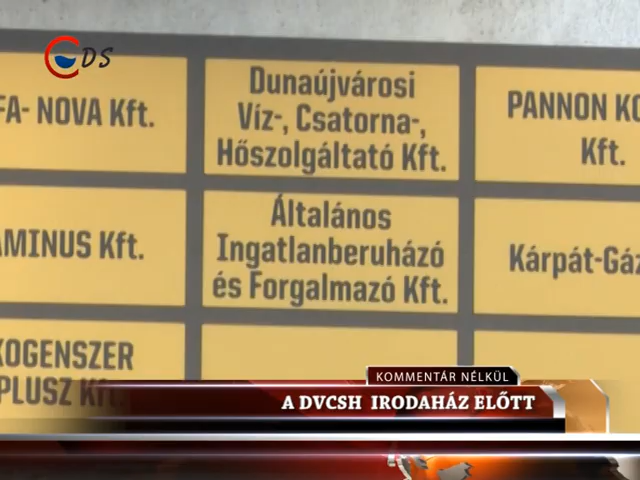 DS
FA- NOVA Kft.
Dunaújvárosi
Víz-, Csatorna-,
Hőszolgáltató Kft.
PANNON KO
Kft.
AMINUS Kft.
Általános
Ingatlanberuházó
és Forgalmazó Kft.
Kárpát-Gáz
KOGENSZER
PLUSZ Kft.
KOMMENTÁR NÉLKÜL
A DVCSH IRODAHÁZ ELŐTT